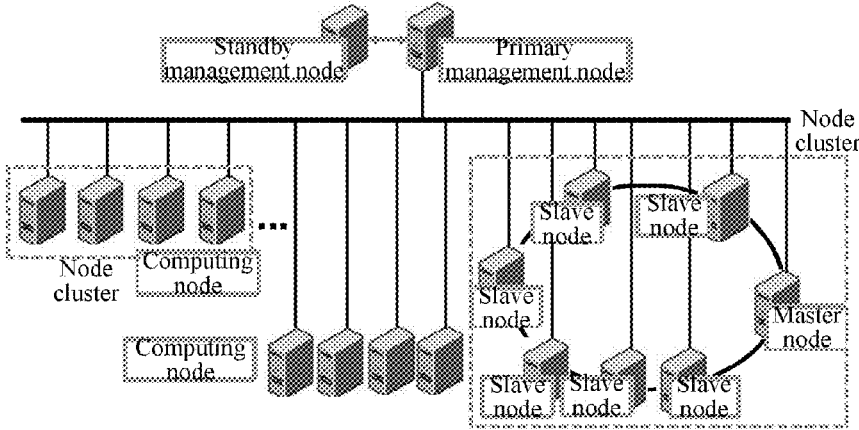 Standby
management node
Primary
management node
Node
cluster
Slave
node
Slave
node
Node
cluster
Computing
node
...
Slave
node
Master
node
Computing
node
Slave
node
Slave
node
Slave
node